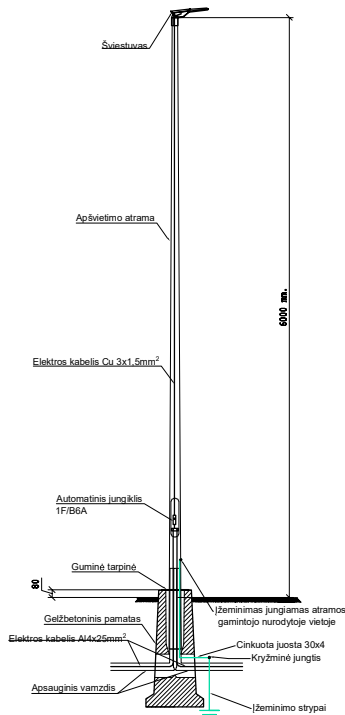 Šviestuvas
Apšvietimo atrama
6000 mm.
Elektros kabelis Cu 3x1,5mm²
Automatinis jungiklis
1F/B6A
80
Guminė tarpinė
Įžeminimas jungiamas atramos
gamintojo nurodytoje vietoje
Gelžbetoninis pamatas
Elektros kabelis Al4x25mm²
Cinkuota juosta 30x4
Kryžminė jungtis
Apsauginis vamzdis
Įžeminimo strypai